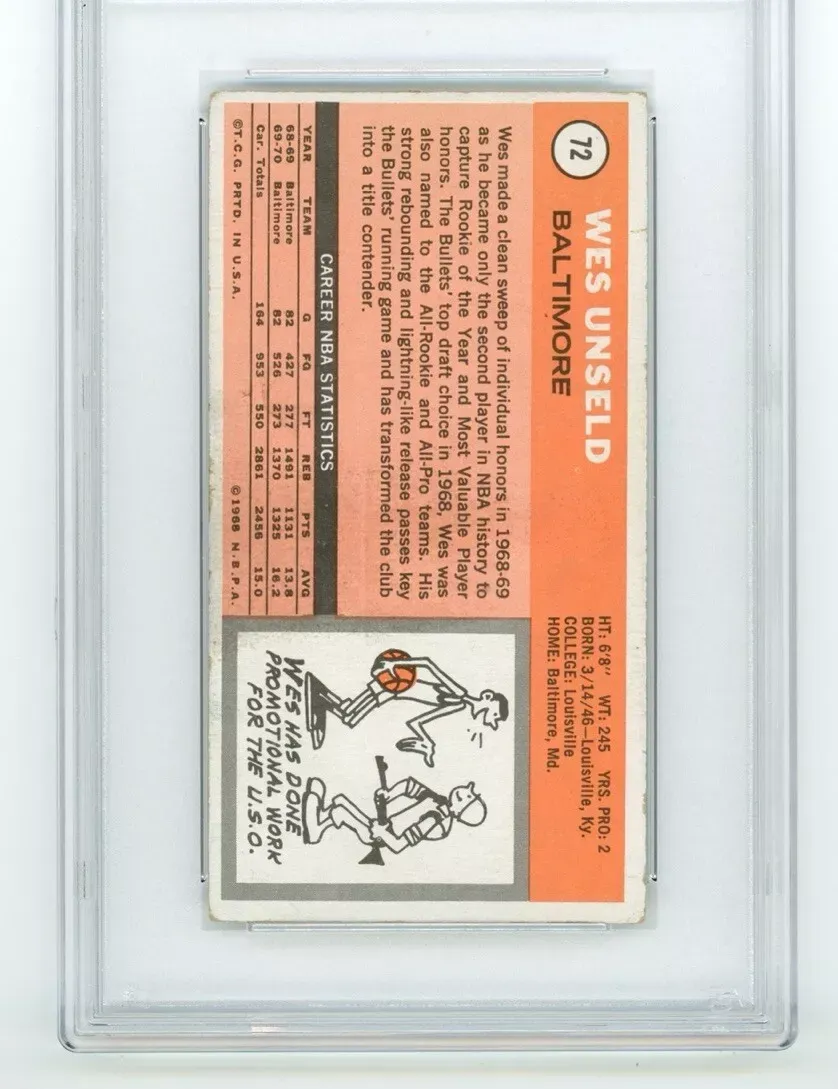 72
WES UNSELD
BALTIMORE
HT: 6'8" WT: 245 YRS. PRO: 2
BORN: 3/14/46—Louisville, Ky.
COLLEGE: Louisville
HOME: Baltimore, Md.
Wes made a clean sweep of individual honors in 1968-69
as he became only the second player in NBA history to
capture Rookie of the Year and Most Valuable Player
honors. The Bullets' top draft choice in 1968, Wes was
also named to the All-Rookie and All-Pro teams. His
strong rebounding and lightning-like release passes key
the Bullets' running game and has transformed the club
into a title contender.
CAREER NBA STATISTICS
YEAR TEAM G FG FT REB PTS AVG
68-69 Baltimore 82 427 277 1491 1131 13.8
69-70 Baltimore 82 526 273 1370 1325 16.2
Car. Totals 164 953 550 2861 2456 15.0
©T.C.G. PRTD. IN U.S.A. © 1968 N.B.P.A.
WES HAS DONE
PROMOTIONAL WORK
FOR THE U.S.O.